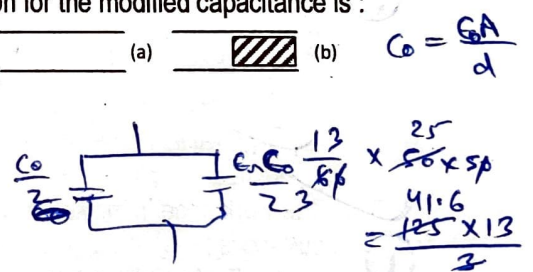 on for the modified capacitance is :
(a) (b) C₀ = ε₀A/d
C₀/2 εᵣC₀/2 13/ × 25 × 50
3
41.6
= 125 × 13 / 3